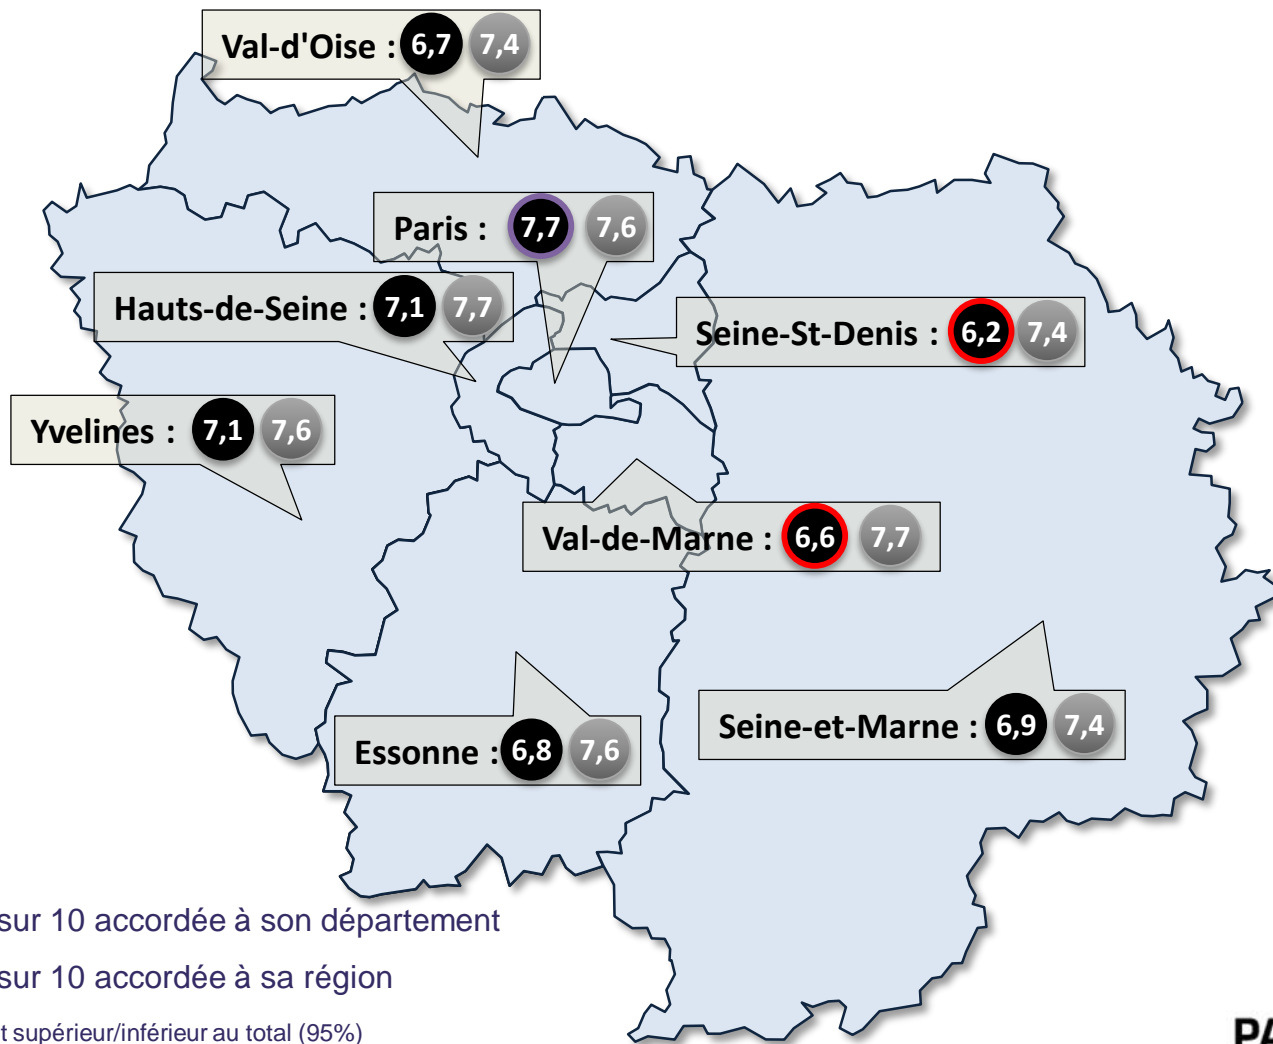 Val-d'Oise : 6,7 7,4
Paris : 7,7 7,6
Hauts-de-Seine : 7,1 7,7
Seine-St-Denis : 6,2 7,4
Yvelines : 7,1 7,6
Val-de-Marne : 6,6 7,7
Essonne : 6,8 7,6
Seine-et-Marne : 6,9 7,4
sur 10 accordée à son département
sur 10 accordée à sa région
t supérieur/inférieur au total (95%)
PA